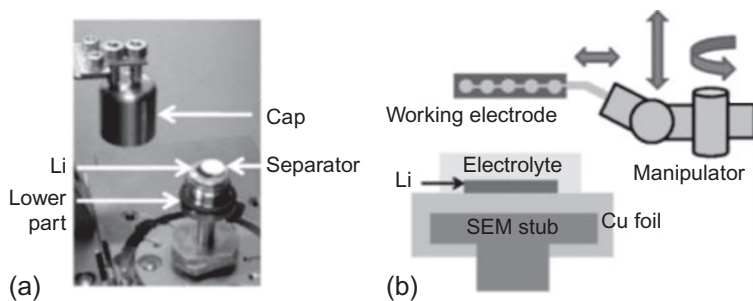 Cap
Li
Separator
Lower
part
(a)
Working electrode
Manipulator
Electrolyte
Li
Cu foil
SEM stub
(b)